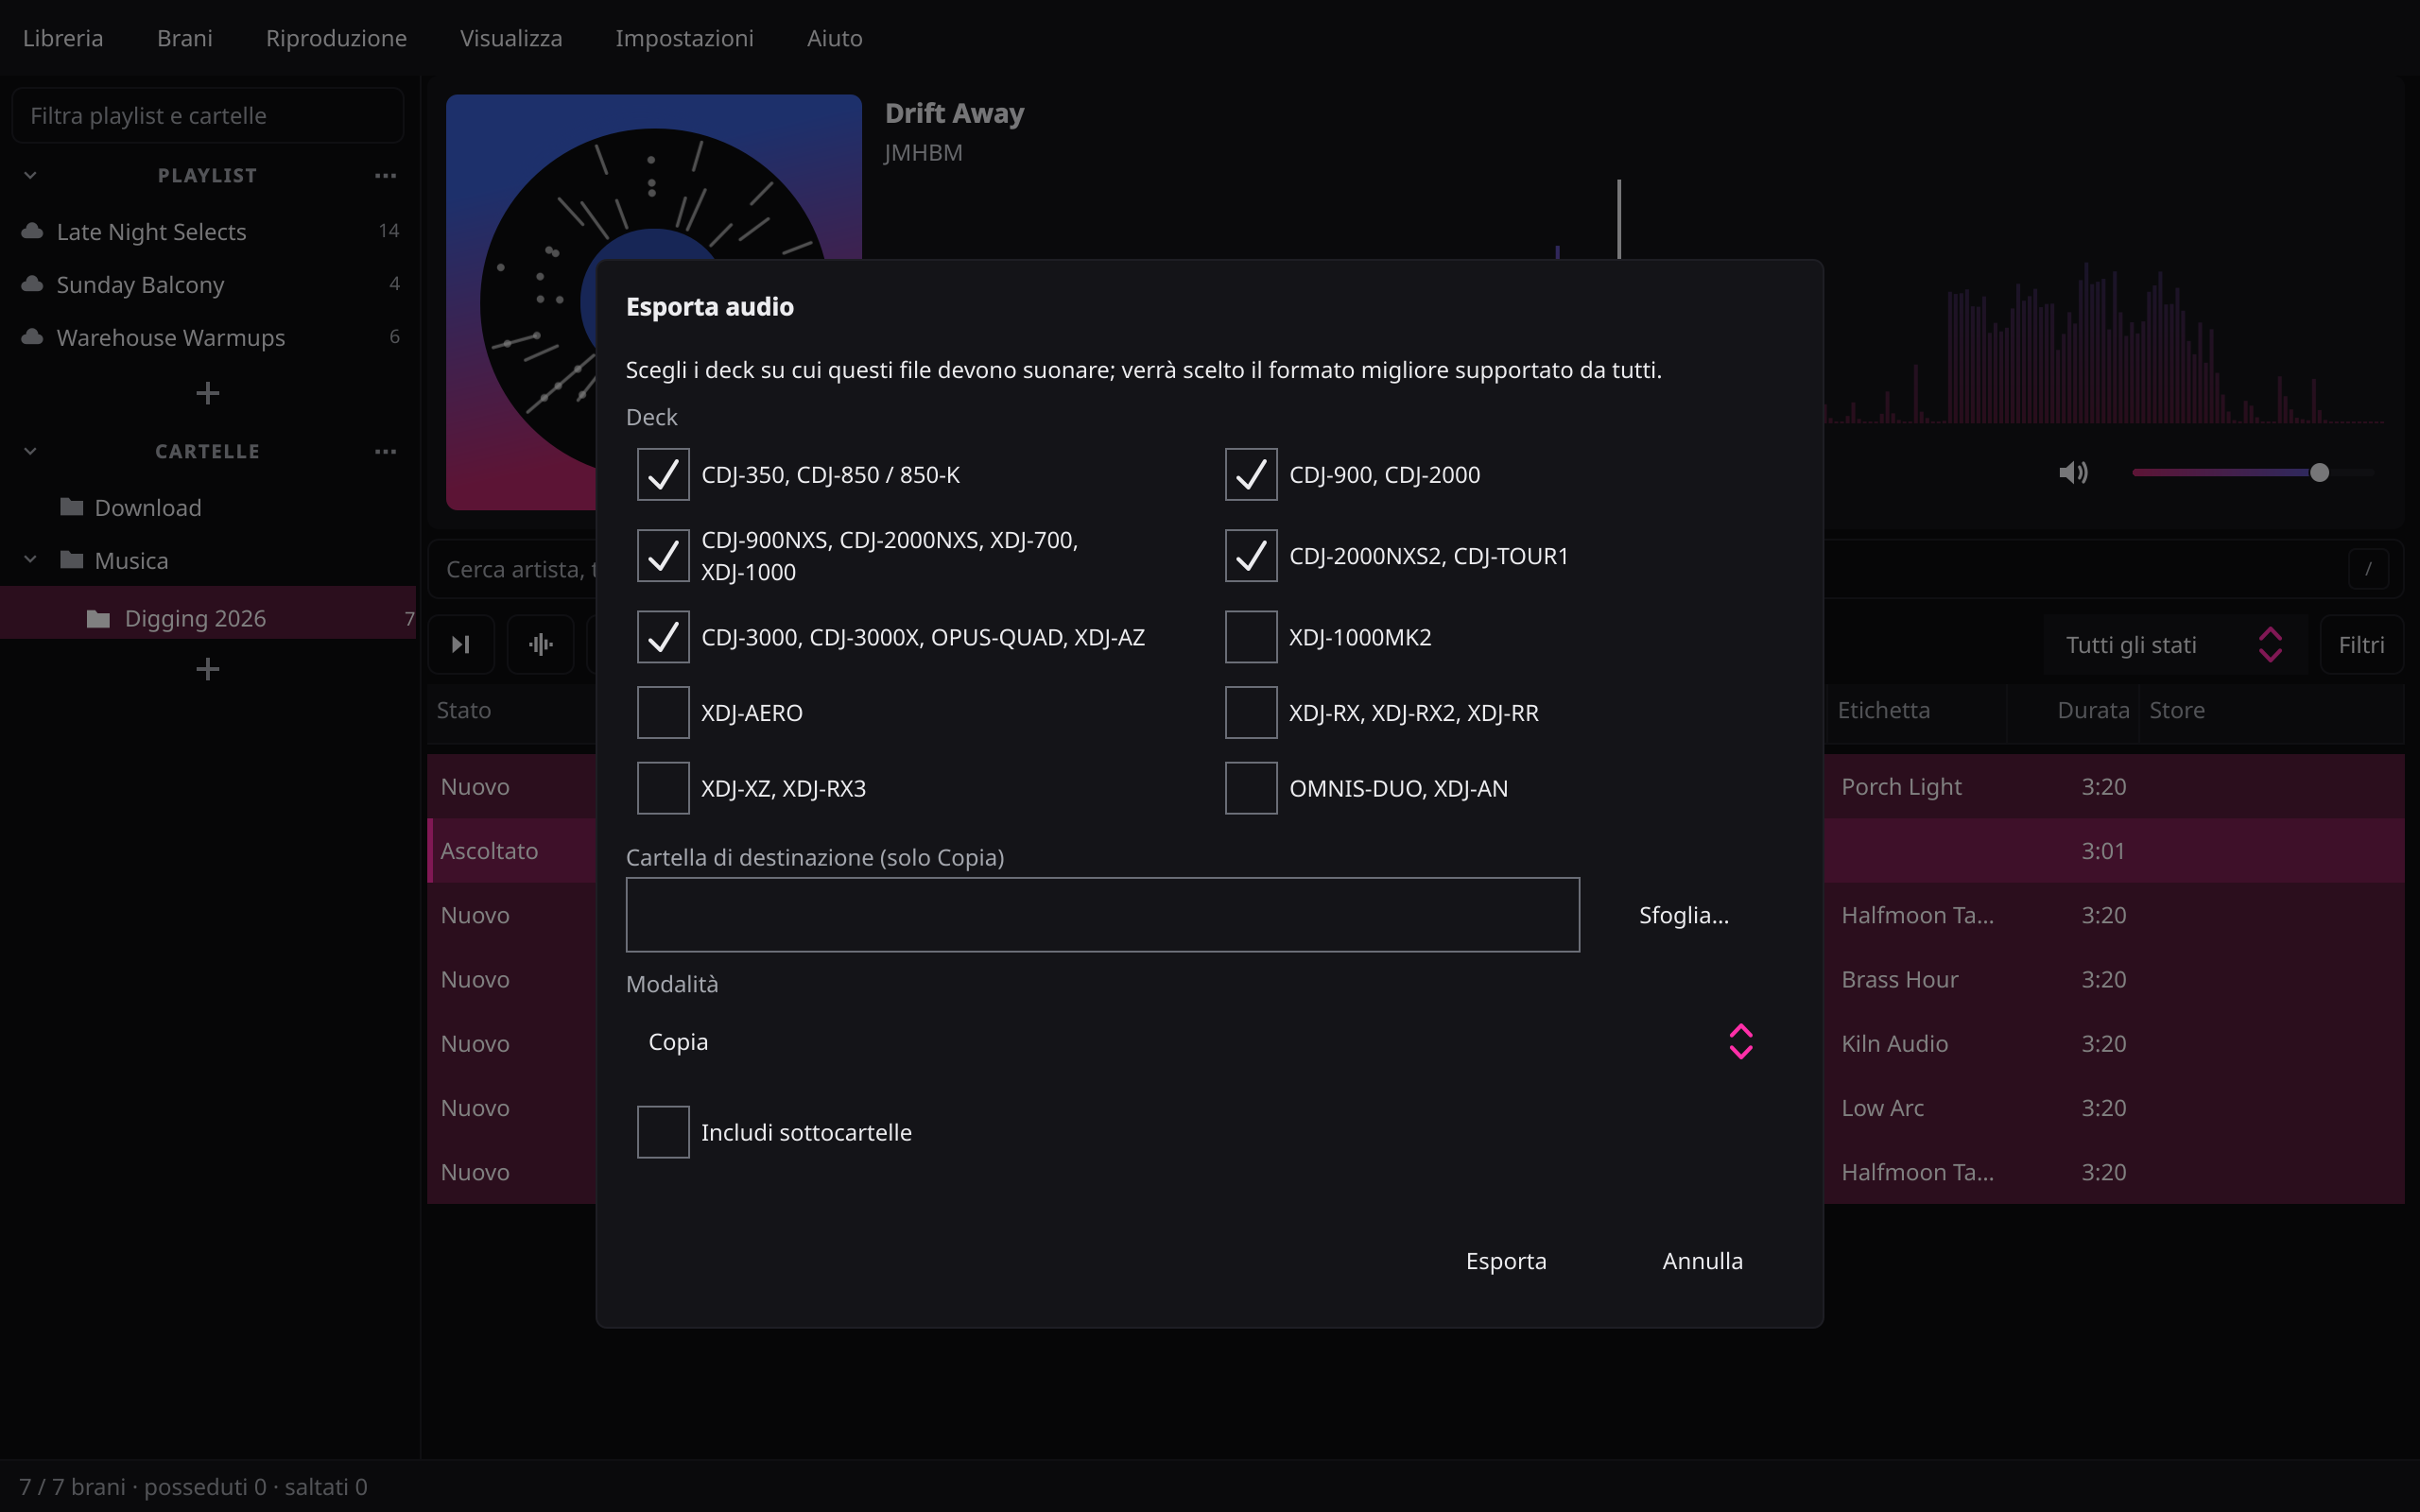 Libreria Brani Riproduzione Visualizza Impostazioni Aiuto
Filtra playlist e cartelle
PLAYLIST ···
Late Night Selects 14
Sunday Balcony 4
Warehouse Warmups 6
+
CARTELLE ···
Download
Musica
Digging 2026 7
+
Drift Away
JMHBM
Cerca artista, t
/
Tutti gli stati
Filtri
Stato Etichetta Durata Store
Nuovo Porch Light 3:20
Ascoltato 3:01
Nuovo Halfmoon Ta... 3:20
Nuovo Brass Hour 3:20
Nuovo Kiln Audio 3:20
Nuovo Low Arc 3:20
Nuovo Halfmoon Ta... 3:20
Esporta audio
Scegli i deck su cui questi file devono suonare; verrà scelto il formato migliore supportato da tutti.
Deck
CDJ-350, CDJ-850 / 850-K
CDJ-900, CDJ-2000
CDJ-900NXS, CDJ-2000NXS, XDJ-700,
XDJ-1000
CDJ-2000NXS2, CDJ-TOUR1
CDJ-3000, CDJ-3000X, OPUS-QUAD, XDJ-AZ
XDJ-1000MK2
XDJ-AERO
XDJ-RX, XDJ-RX2, XDJ-RR
XDJ-XZ, XDJ-RX3
OMNIS-DUO, XDJ-AN
Cartella di destinazione (solo Copia)
Sfoglia...
Modalità
Copia
Includi sottocartelle
Esporta Annulla
7 / 7 brani · posseduti 0 · saltati 0